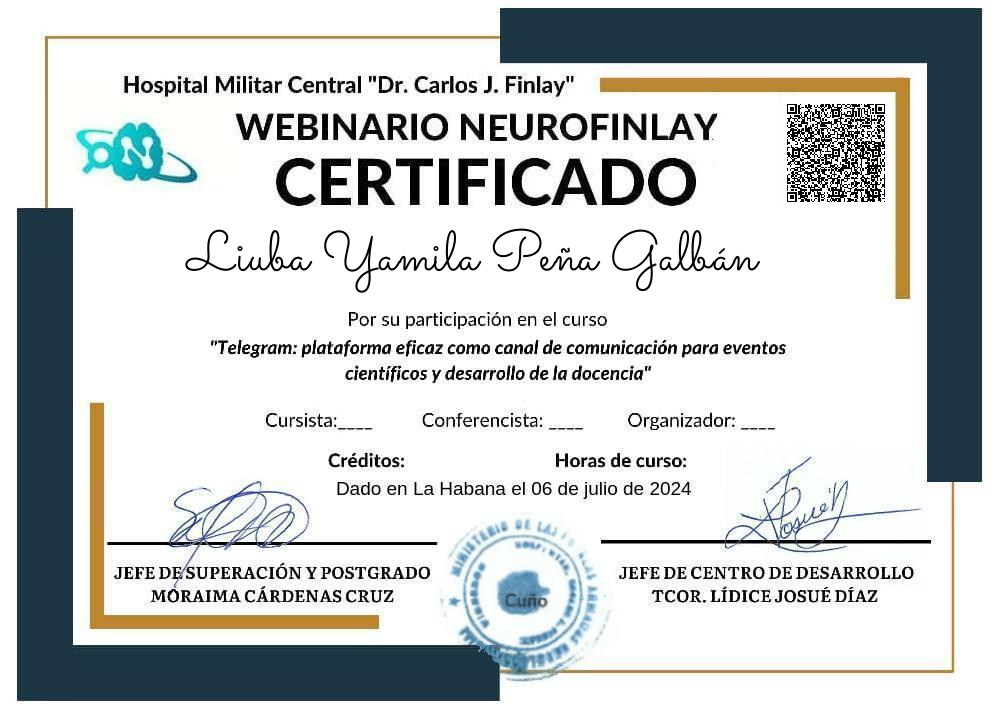 Hospital Militar Central "Dr. Carlos J. Finlay"
WEBINARIO NEUROFINLAY
CERTIFICADO
Liuba Yamila Peña Galbán
Por su participación en el curso
"Telegram: plataforma eficaz como canal de comunicación para eventos
científicos y desarrollo de la docencia"
Cursista:____ Conferencista: ____ Organizador: ____
Créditos: Horas de curso:
Dado en La Habana el 06 de julio de 2024
JEFE DE SUPERACIÓN Y POSTGRADO
MORAIMA CÁRDENAS CRUZ
JEFE DE CENTRO DE DESARROLLO
TCOR. LÍDICE JOSUÉ DÍAZ
MINISTERIO DE LAS
Cuño